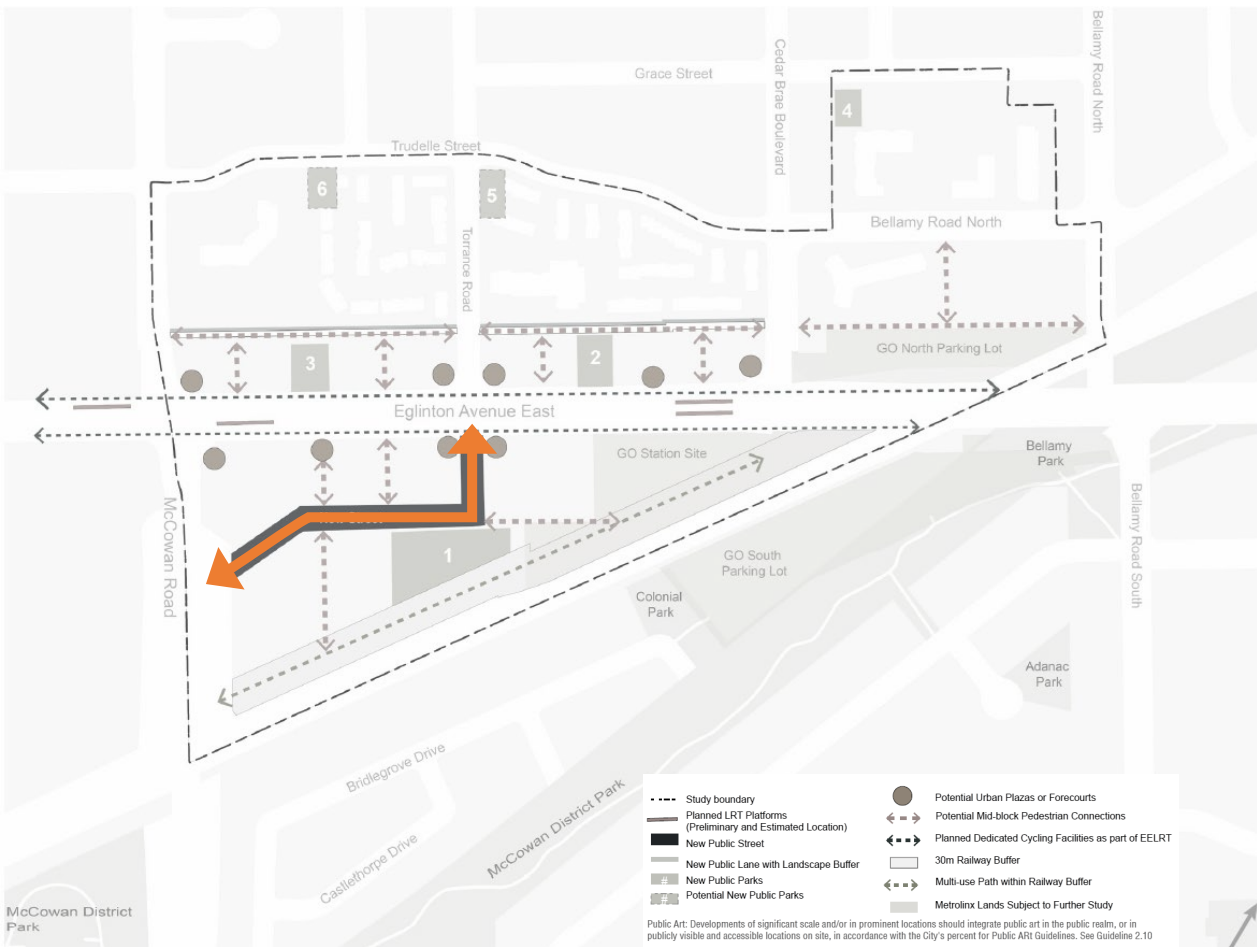 Grace Street
Cedar Brae Boulevard
Bellamy Road North
4
Trudelle Street
6
5
Torrance Road
Bellamy Road North
GO North Parking Lot
3
2
Eglinton Avenue East
GO Station Site
Bellamy
Park
McCowan Road
1
GO South
Parking Lot
Bellamy Road South
Colonial
Park
Adanac
Park
Bridlegrove Drive
Castlethorpe Drive
McCowan District Park
McCowan District
Park
Study boundary
Planned LRT Platforms
(Preliminary and Estimated Location)
New Public Street
New Public Lane with Landscape Buffer
# New Public Parks
# Potential New Public Parks
Potential Urban Plazas or Forecourts
Potential Mid-block Pedestrian Connections
Planned Dedicated Cycling Facilities as part of EELRT
30m Railway Buffer
Multi-use Path within Railway Buffer
Metrolinx Lands Subject to Further Study
Public Art: Developments of significant scale and/or in prominent locations should integrate public art in the public realm, or in
publicly visible and accessible locations on site, in accordance with the City's percent for Public ARt Guidelines. See Guideline 2.10